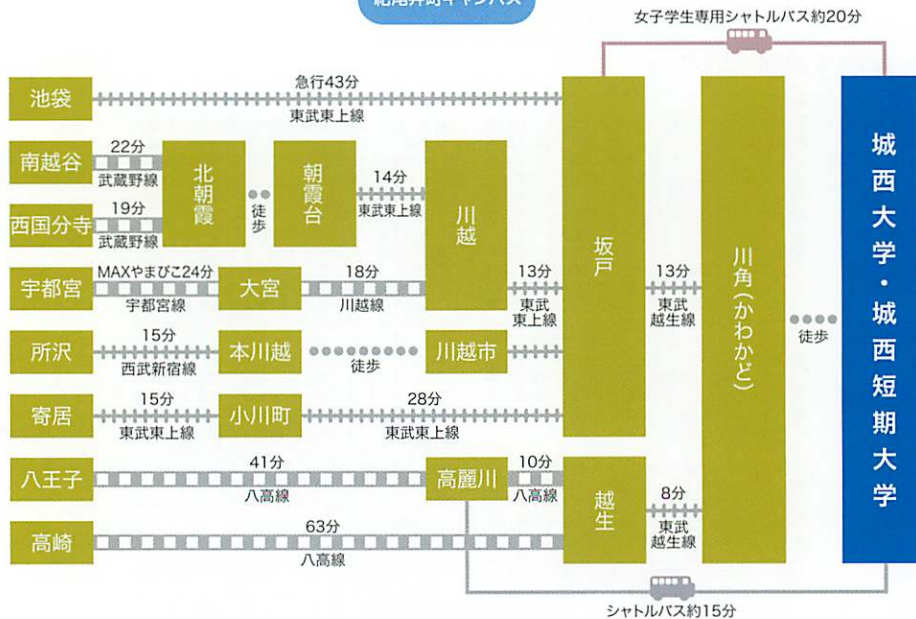 紀尾井町キャンパス
女子学生専用シャトルバス約20分
池袋
急行43分
東武東上線
南越谷
22分
武蔵野線
西国分寺
19分
武蔵野線
北朝霞
徒歩
朝霞台
14分
東武東上線
川越
宇都宮
MAXやまびこ24分
宇都宮線
大宮
18分
川越線
13分
東武
東上線
所沢
15分
西武新宿線
本川越
徒歩
川越市
寄居
15分
東武東上線
小川町
28分
東武東上線
坂戸
13分
東武
越生線
八王子
41分
八高線
高麗川
10分
八高線
高崎
63分
八高線
越生
8分
東武
越生線
川角(かわかど)
徒歩
城西大学・城西短期大学
シャトルバス約15分